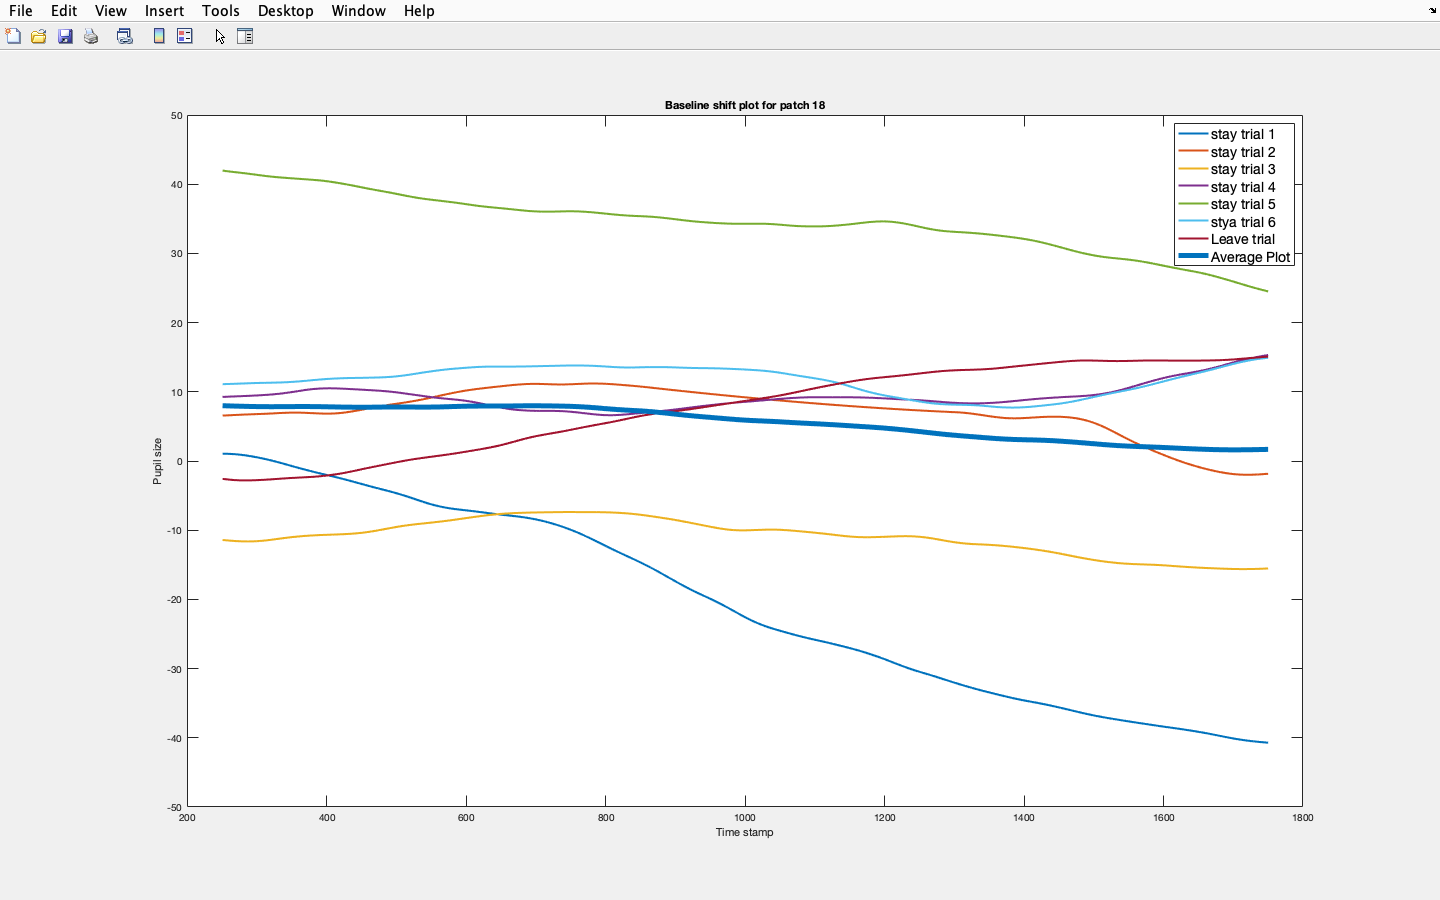 File Edit View Insert Tools Desktop Window Help
Baseline shift plot for patch 18
50
40
30
20
10
0
-10
-20
-30
-40
-50
Pupil size
200 400 600 800 1000 1200 1400 1600 1800
Time stamp
stay trial 1
stay trial 2
stay trial 3
stay trial 4
stay trial 5
stya trial 6
Leave trial
Average Plot